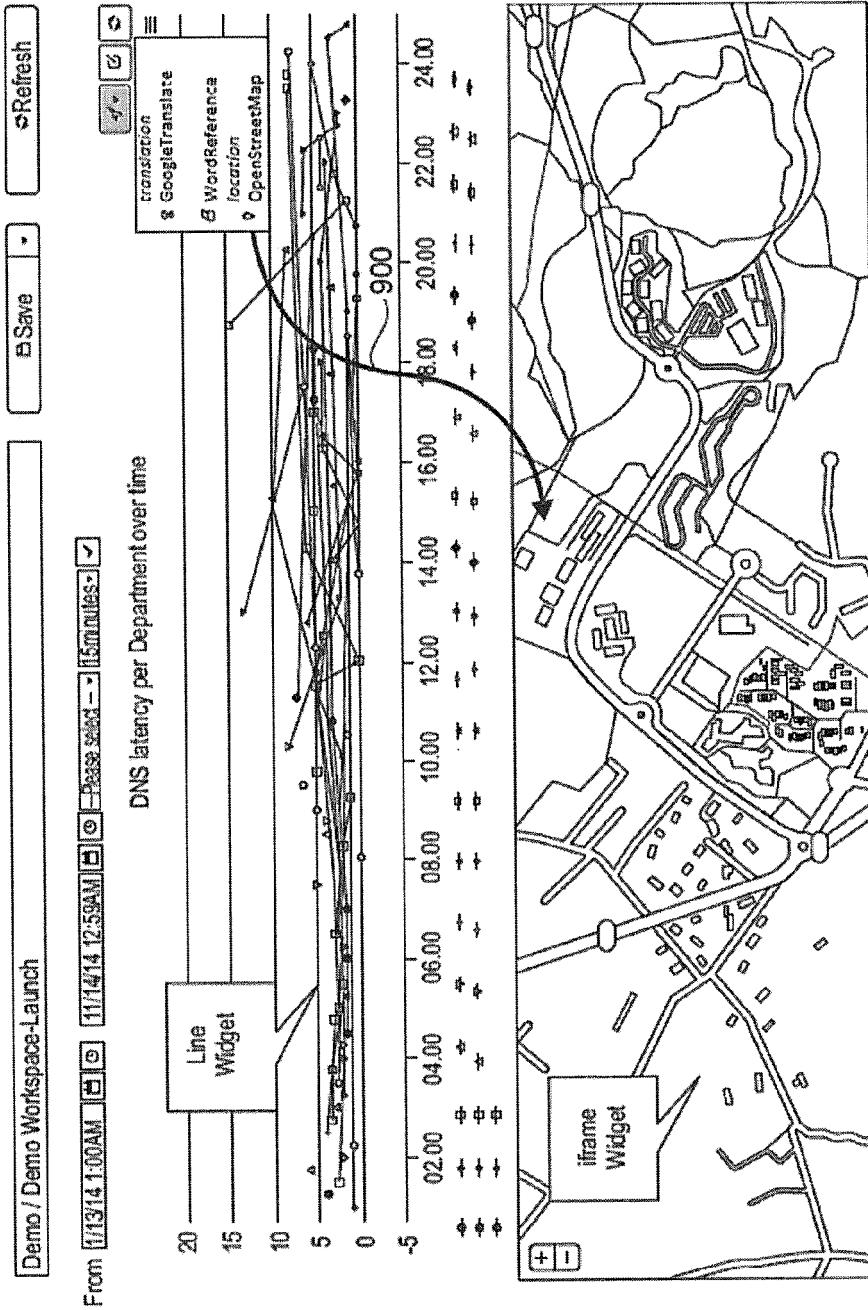 Demo / Demo Workspace-Launch
Save
Refresh
From 1/13/14 1:00AM 11/14/14 12:59AM --Please select -- 15minutes
DNS latency per Department over time
translation
GoogleTranslate
WordReference
location
OpenStreetMap
Line
Widget
20
15
10
5
0
-5
02.00 04.00 06.00 08.00 10.00 12.00 14.00 16.00 18.00 20.00 22.00 24.00
900
+
−
iframe
Widget